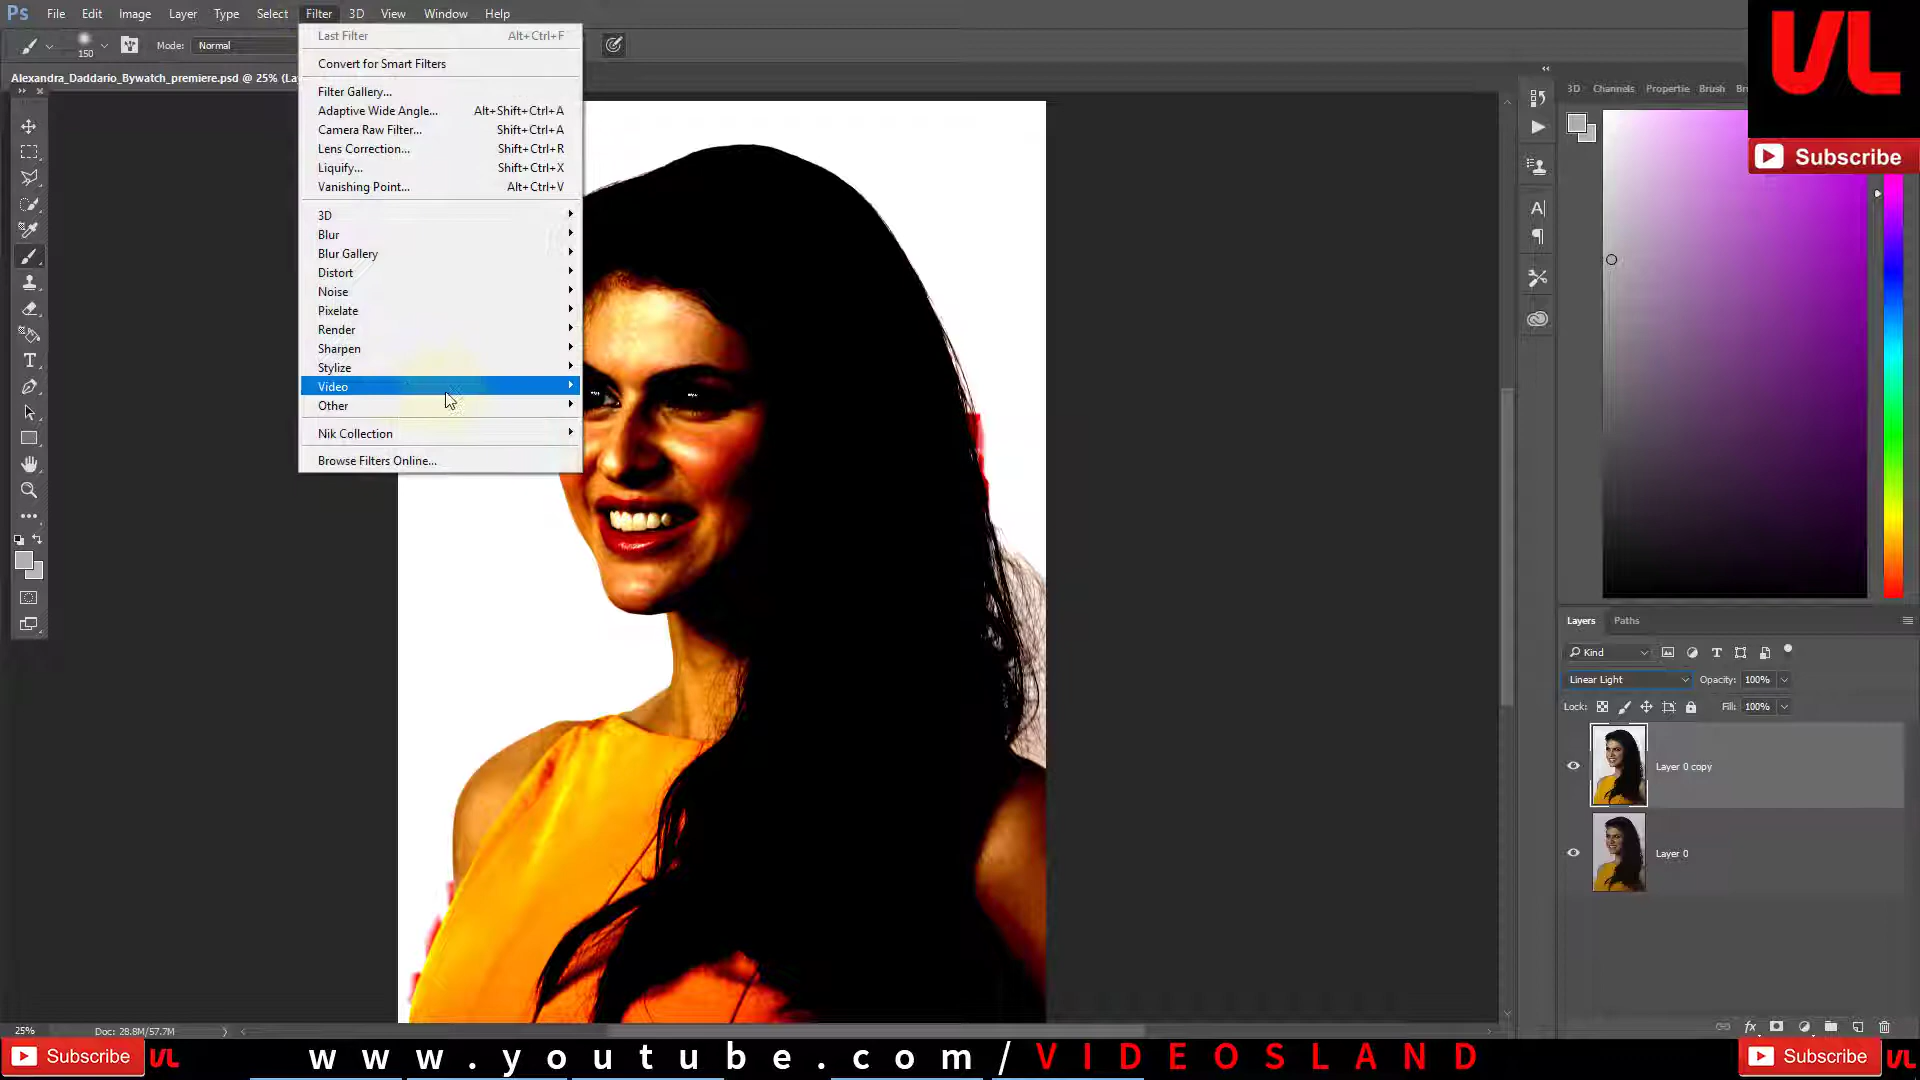 Ps File Edit Image Layer Type Select Filter 3D View Window Help
150 Mode: Normal
Alexandra_Daddario_Bywatch_premiere.psd @ 25% (La
Last Filter Alt+Ctrl+F
Convert for Smart Filters
Filter Gallery...
Adaptive Wide Angle... Alt+Shift+Ctrl+A
Camera Raw Filter... Shift+Ctrl+A
Lens Correction... Shift+Ctrl+R
Liquify... Shift+Ctrl+X
Vanishing Point... Alt+Ctrl+V
3D
Blur
Blur Gallery
Distort
Noise
Pixelate
Render
Sharpen
Stylize
Video
Other
Nik Collection
Browse Filters Online...
3D Channels Propertie Brush Bru
VL
Subscribe
Layers Paths
Kind
Linear Light Opacity: 100%
Lock: Fill: 100%
Layer 0 copy
Layer 0
25% Doc: 28.8M/57.7M
Subscribe VL www.youtube.com/VIDEOSLAND Subscribe VL